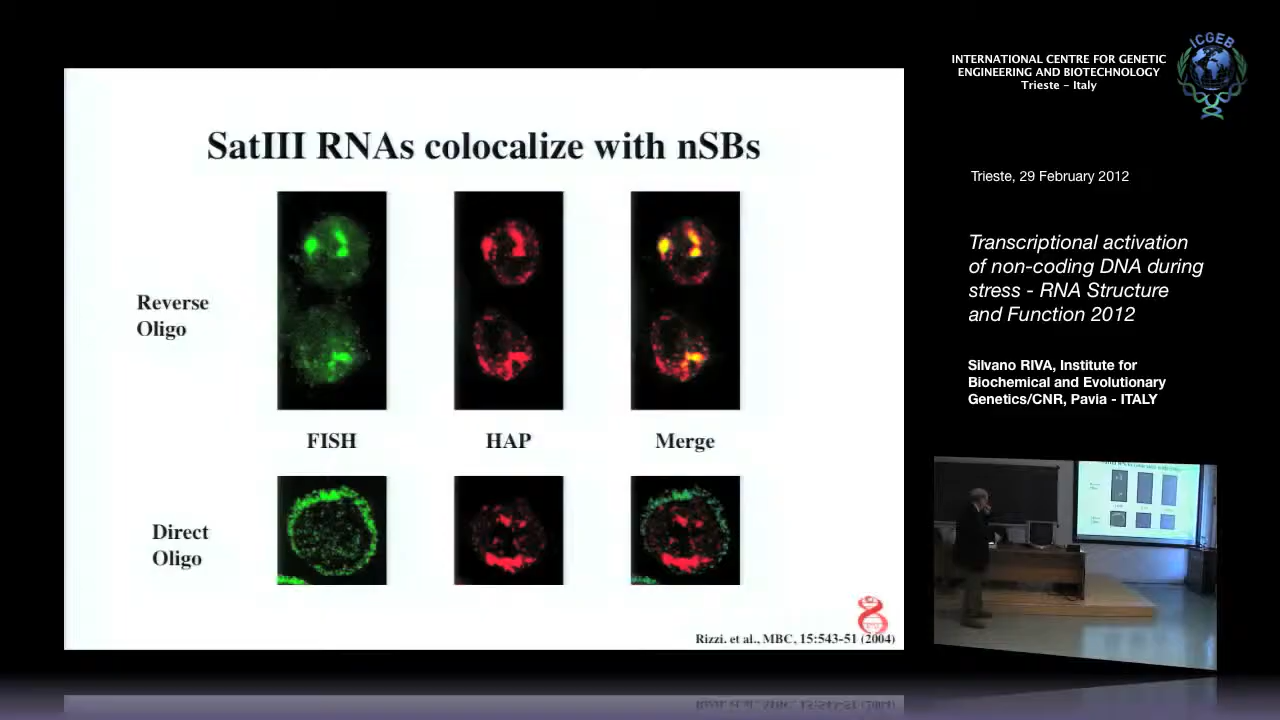 SatIII RNAs colocalize with nSBs
Reverse
Oligo
FISH
HAP
Merge
Direct
Oligo
Rizzi. et al., MBC, 15:543-51 (2004)
ICGEB
INTERNATIONAL CENTRE FOR GENETIC
ENGINEERING AND BIOTECHNOLOGY
Trieste - Italy
Trieste, 29 February 2012
Transcriptional activation
of non-coding DNA during
stress - RNA Structure
and Function 2012
Silvano RIVA, Institute for
Biochemical and Evolutionary
Genetics/CNR, Pavia - ITALY